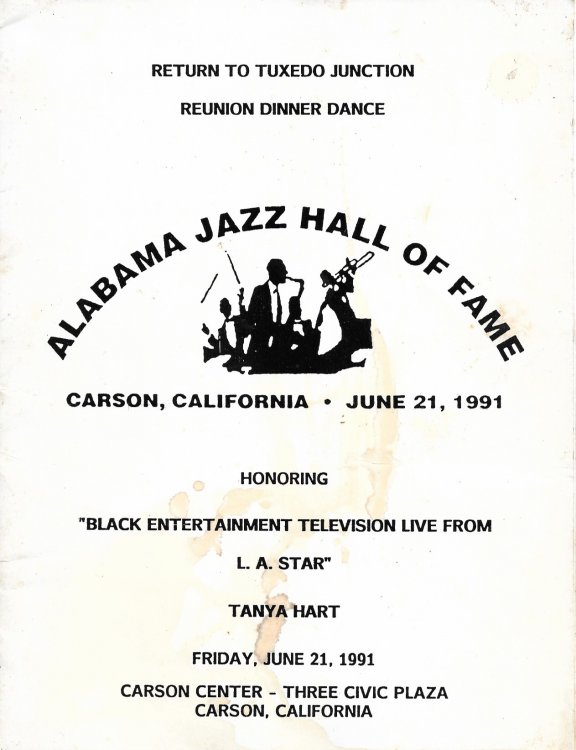 RETURN TO TUXEDO JUNCTION
REUNION DINNER DANCE
ALABAMA JAZZ HALL OF FAME
CARSON, CALIFORNIA • JUNE 21, 1991
HONORING
"BLACK ENTERTAINMENT TELEVISION LIVE FROM
L. A. STAR"
TANYA HART
FRIDAY, JUNE 21, 1991
CARSON CENTER - THREE CIVIC PLAZA
CARSON, CALIFORNIA